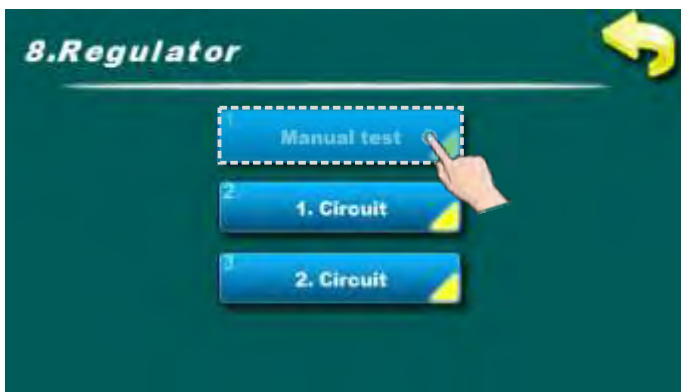 8.Regulator
1
Manual test
2
1. Circuit
3
2. Circuit